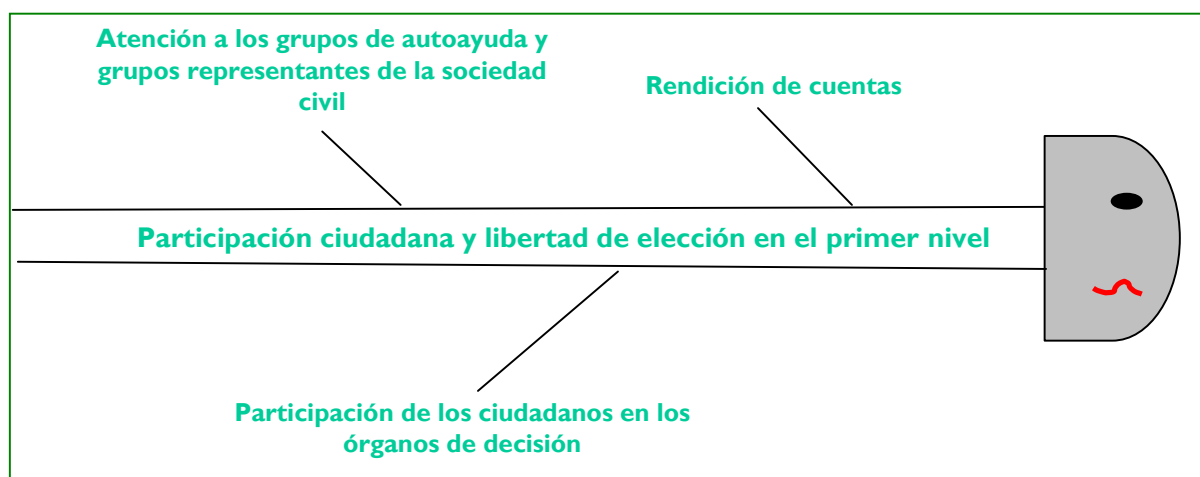 Atención a los grupos de autoayuda y
grupos representantes de la sociedad
civil
Rendición de cuentas
Participación ciudadana y libertad de elección en el primer nivel
Participación de los ciudadanos en los
órganos de decisión